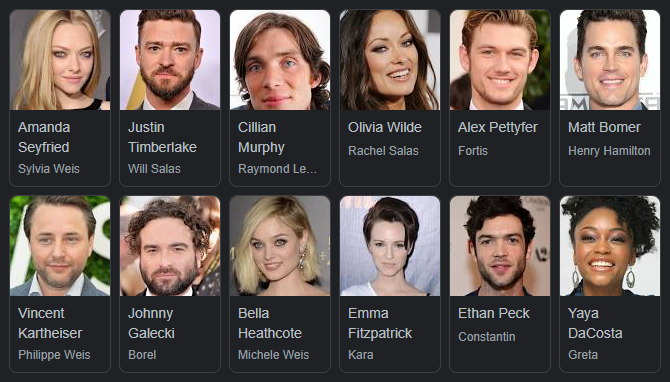 Amanda
Seyfried
Sylvia Weis
Justin
Timberlake
Will Salas
Cillian
Murphy
Raymond Le...
Olivia Wilde
Rachel Salas
Alex Pettyfer
Fortis
Matt Bomer
Henry Hamilton
Vincent
Kartheiser
Philippe Weis
Johnny
Galecki
Borel
Bella
Heathcote
Michele Weis
Emma
Fitzpatrick
Kara
Ethan Peck
Constantin
Yaya
DaCosta
Greta